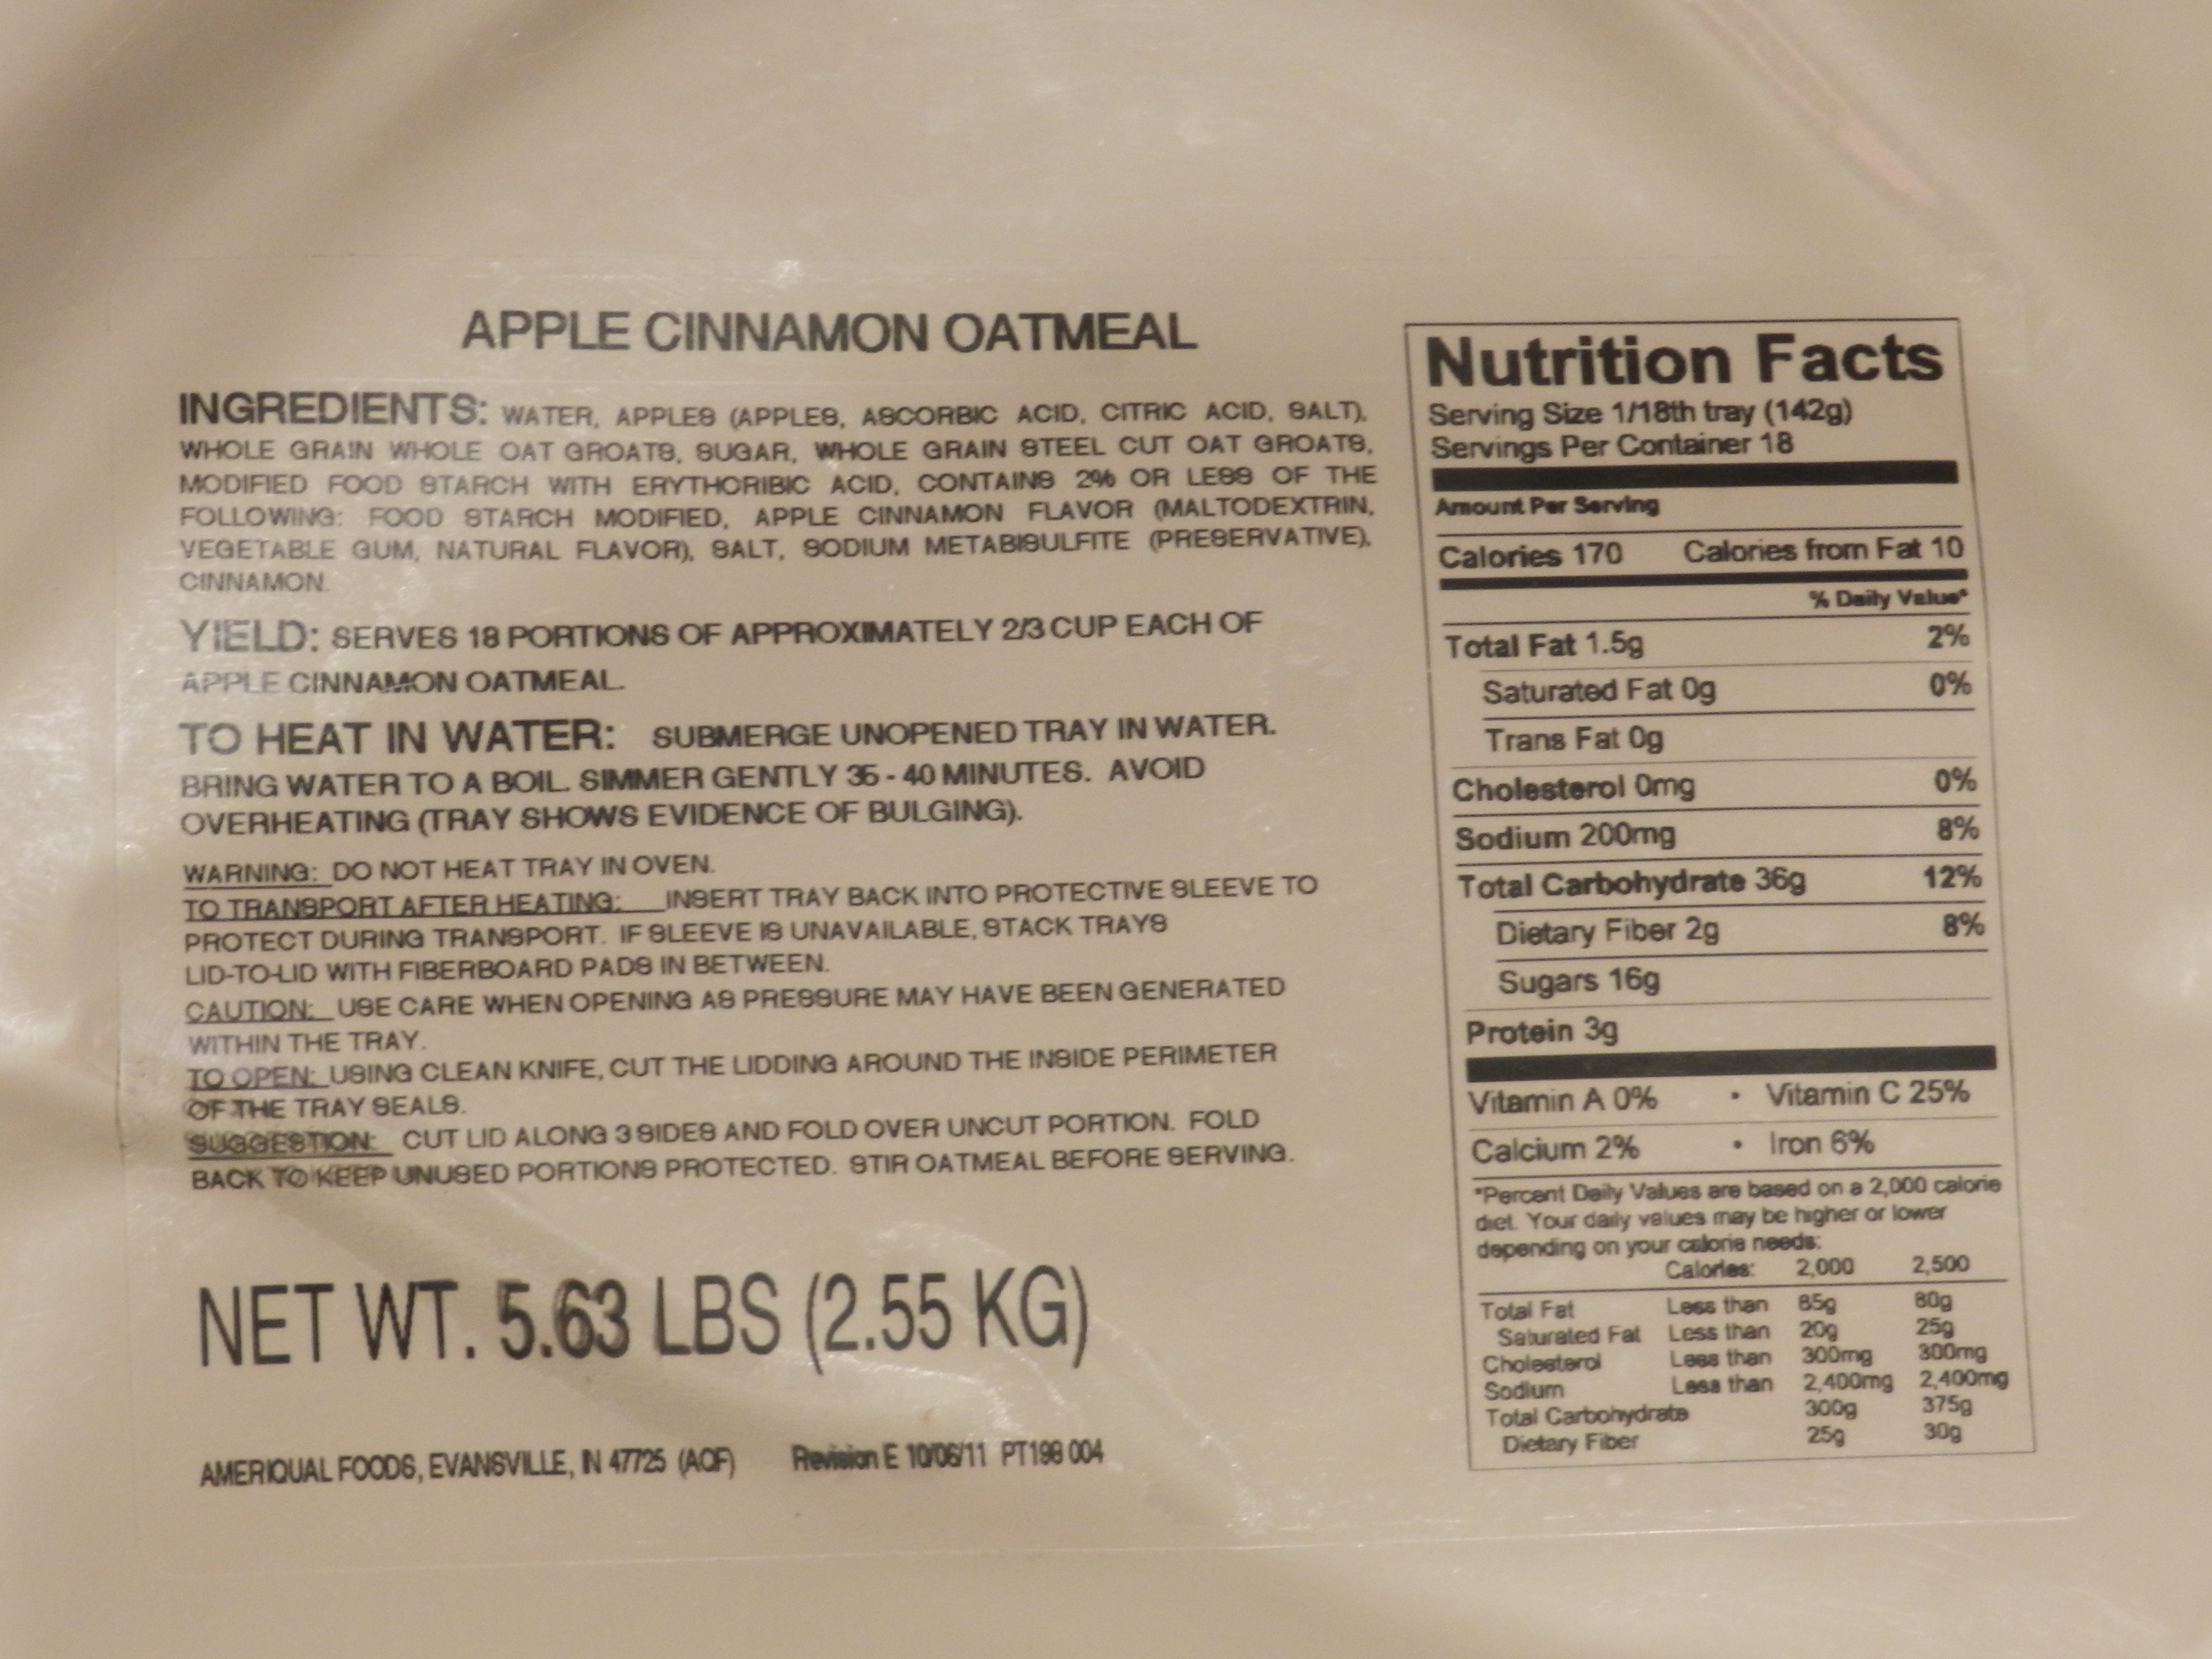 APPLE CINNAMON OATMEAL
INGREDIENTS: WATER, APPLES (APPLES, ASCORBIC ACID, CITRIC ACID, SALT),
WHOLE GRAIN WHOLE OAT GROATS, SUGAR, WHOLE GRAIN STEEL CUT OAT GROATS,
MODIFIED FOOD STARCH WITH ERYTHORIBIC ACID, CONTAINS 2% OR LESS OF THE
FOLLOWING: FOOD STARCH MODIFIED, APPLE CINNAMON FLAVOR (MALTODEXTRIN,
VEGETABLE GUM, NATURAL FLAVOR), SALT, SODIUM METABISULFITE (PRESERVATIVE),
CINNAMON.
YIELD: SERVES 18 PORTIONS OF APPROXIMATELY 2/3 CUP EACH OF
APPLE CINNAMON OATMEAL.
TO HEAT IN WATER: SUBMERGE UNOPENED TRAY IN WATER.
BRING WATER TO A BOIL. SIMMER GENTLY 35 - 40 MINUTES. AVOID
OVERHEATING (TRAY SHOWS EVIDENCE OF BULGING).
WARNING: DO NOT HEAT TRAY IN OVEN.
TO TRANSPORT AFTER HEATING: INSERT TRAY BACK INTO PROTECTIVE SLEEVE TO
PROTECT DURING TRANSPORT. IF SLEEVE IS UNAVAILABLE, STACK TRAYS
LID-TO-LID WITH FIBERBOARD PADS IN BETWEEN.
CAUTION: USE CARE WHEN OPENING AS PRESSURE MAY HAVE BEEN GENERATED
WITHIN THE TRAY.
TO OPEN: USING CLEAN KNIFE, CUT THE LIDDING AROUND THE INSIDE PERIMETER
OF THE TRAY SEALS.
SUGGESTION: CUT LID ALONG 3 SIDES AND FOLD OVER UNCUT PORTION. FOLD
BACK TO KEEP UNUSED PORTIONS PROTECTED. STIR OATMEAL BEFORE SERVING.
NET WT. 5.63 LBS (2.55 KG)
AMERIQUAL FOODS, EVANSVILLE, IN 47725 (AQF) Revision E 10/06/11 PT198 004
Nutrition Facts
Serving Size 1/18th tray (142g)
Servings Per Container 18
Amount Per Serving
Calories 170 Calories from Fat 10
% Daily Value*
Total Fat 1.5g 2%
Saturated Fat 0g 0%
Trans Fat 0g
Cholesterol 0mg 0%
Sodium 200mg 8%
Total Carbohydrate 36g 12%
Dietary Fiber 2g 8%
Sugars 16g
Protein 3g
Vitamin A 0% • Vitamin C 25%
Calcium 2% • Iron 6%
*Percent Daily Values are based on a 2,000 calorie
diet. Your daily values may be higher or lower
depending on your calorie needs:
Calories: 2,000 2,500
Total Fat Less than 65g 80g
Saturated Fat Less than 20g 25g
Cholesterol Less than 300mg 300mg
Sodium Less than 2,400mg 2,400mg
Total Carbohydrate 300g 375g
Dietary Fiber 25g 30g